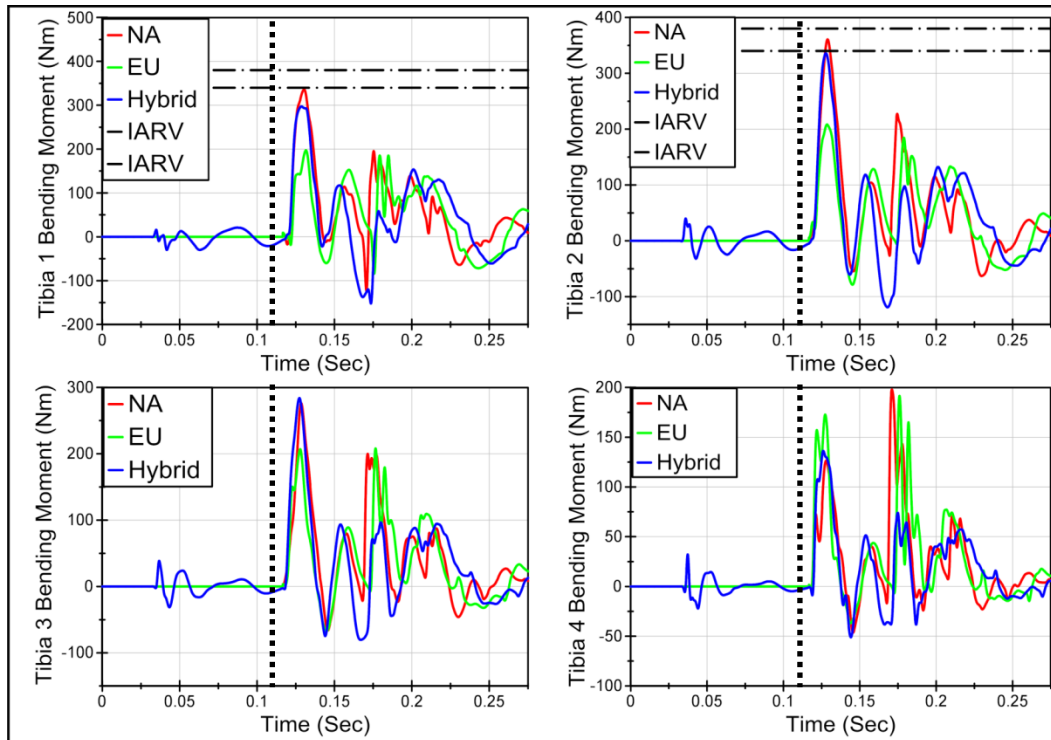 Tibia 1 Bending Moment (Nm)
500
400
300
200
100
0
-100
-200
NA
EU
Hybrid
IARV
IARV
0
0.05
0.1
0.15
0.2
0.25
Time (Sec)
Tibia 2 Bending Moment (Nm)
400
300
200
100
0
-100
NA
EU
Hybrid
IARV
IARV
0
0.05
0.1
0.15
0.2
0.25
Time (Sec)
Tibia 3 Bending Moment (Nm)
300
200
100
0
-100
NA
EU
Hybrid
0
0.05
0.1
0.15
0.2
0.25
Time (Sec)
Tibia 4 Bending Moment (Nm)
200
150
100
50
0
-50
-100
NA
EU
Hybrid
0
0.05
0.1
0.15
0.2
0.25
Time (Sec)